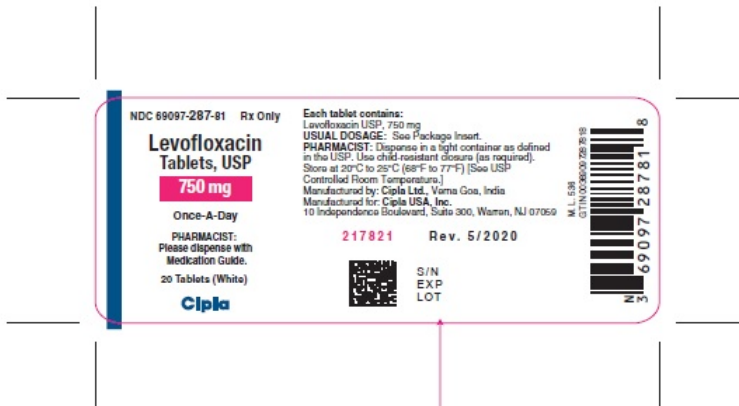 NDC 69097-287-81 Rx Only
Levofloxacin
Tablets, USP
750 mg
Once-A-Day
PHARMACIST:
Please dispense with
Medication Guide.
20 Tablets (White)
Cipla
Each tablet contains:
Levofloxacin USP, 750 mg
USUAL DOSAGE: See Package Insert.
PHARMACIST: Dispense in a tight container as defined
in the USP. Use child-resistant closure (as required).
Store at 20°C to 25°C (68°F to 77°F) [See USP
Controlled Room Temperature.]
Manufactured by: Cipla Ltd., Verna Goa, India
Manufactured for: Cipla USA, Inc.
10 Independence Boulevard, Suite 300, Warren, NJ 07059
217821 Rev. 5/2020
S/N
EXP
LOT
M.L. 536
GTIN 00369097287818
N
3 69097 28781 8